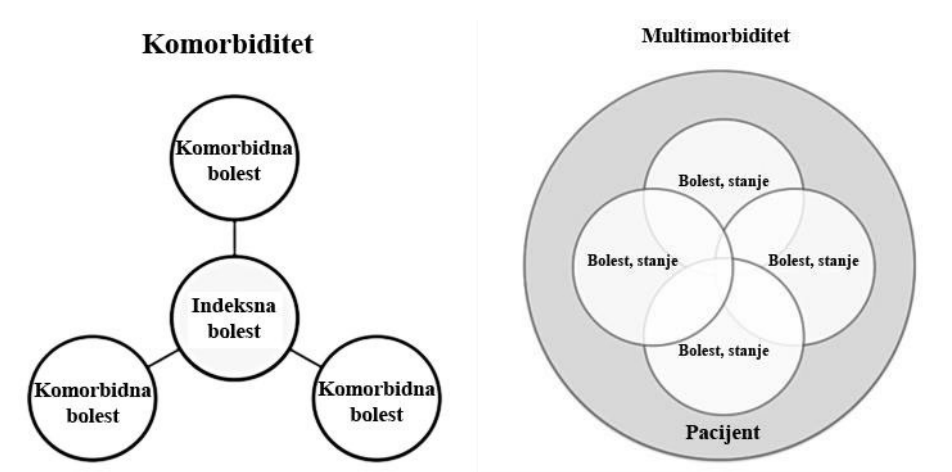 Komorbiditet
Komorbidna
bolest
Indeksna
bolest
Komorbidna
bolest
Komorbidna
bolest
Multimorbiditet
Bolest, stanje
Bolest, stanje
Bolest, stanje
Bolest, stanje
Pacijent